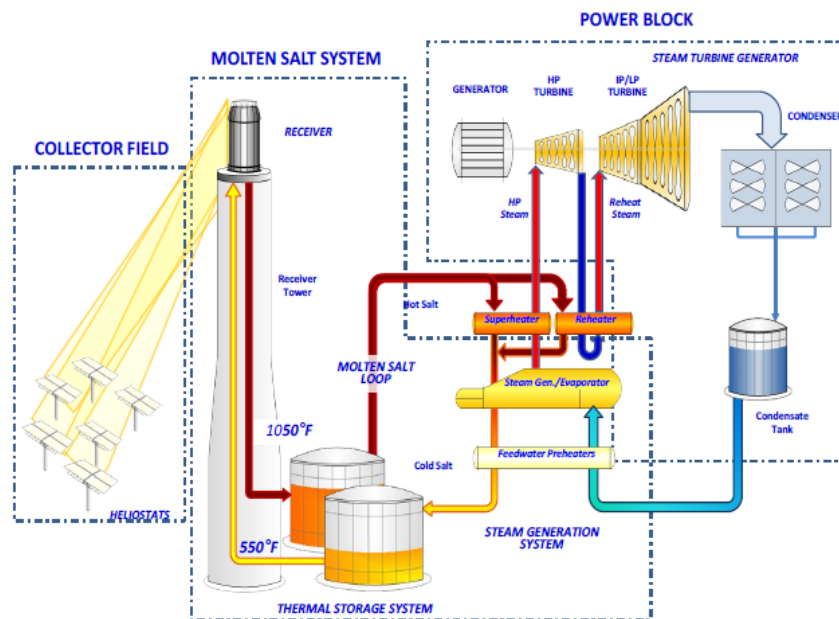 POWER BLOCK
MOLTEN SALT SYSTEM
STEAM TURBINE GENERATOR
HP
TURBINE
IP/LP
TURBINE
GENERATOR
CONDENSER
RECEIVER
COLLECTOR FIELD
HP
Steam
Reheat
Steam
Receiver
Tower
Hot Salt
Superheater
Reheater
MOLTEN SALT
LOOP
Steam Gen./Evaporator
Condensate
Tank
1050°F
Cold Salt
Feedwater Preheaters
HELIOSTATS
550°F
STEAM GENERATION
SYSTEM
THERMAL STORAGE SYSTEM